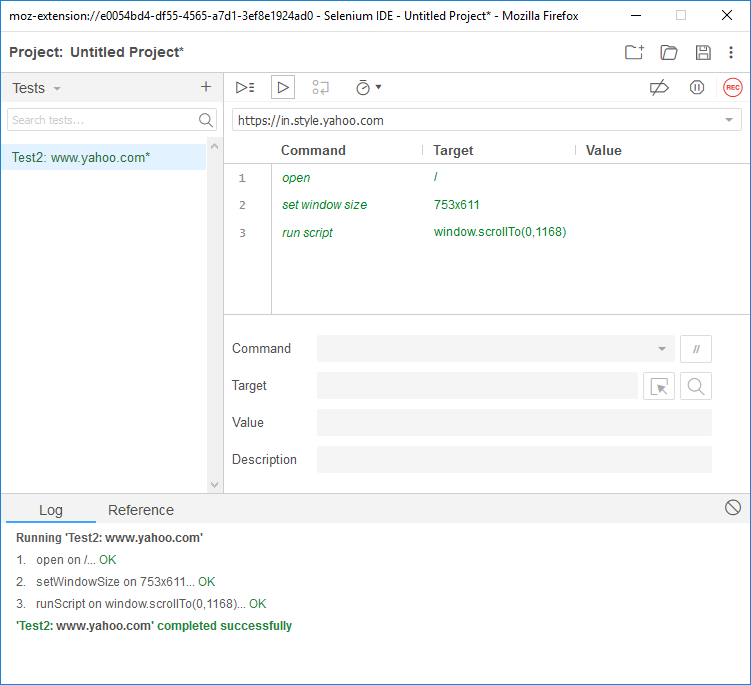 moz-extension://e0054bd4-df55-4565-a7d1-3ef8e1924ad0 - Selenium IDE - Untitled Project* - Mozilla Firefox
Project: Untitled Project*
Tests
+
REC
Search tests...
https://in.style.yahoo.com
Test2: www.yahoo.com*
Command Target Value
1 open /
2 set window size 753x611
3 run script window.scrollTo(0,1168)
Command //
Target
Value
Description
Log Reference
Running 'Test2: www.yahoo.com'
1. open on /... OK
2. setWindowSize on 753x611... OK
3. runScript on window.scrollTo(0,1168)... OK
'Test2: www.yahoo.com' completed successfully